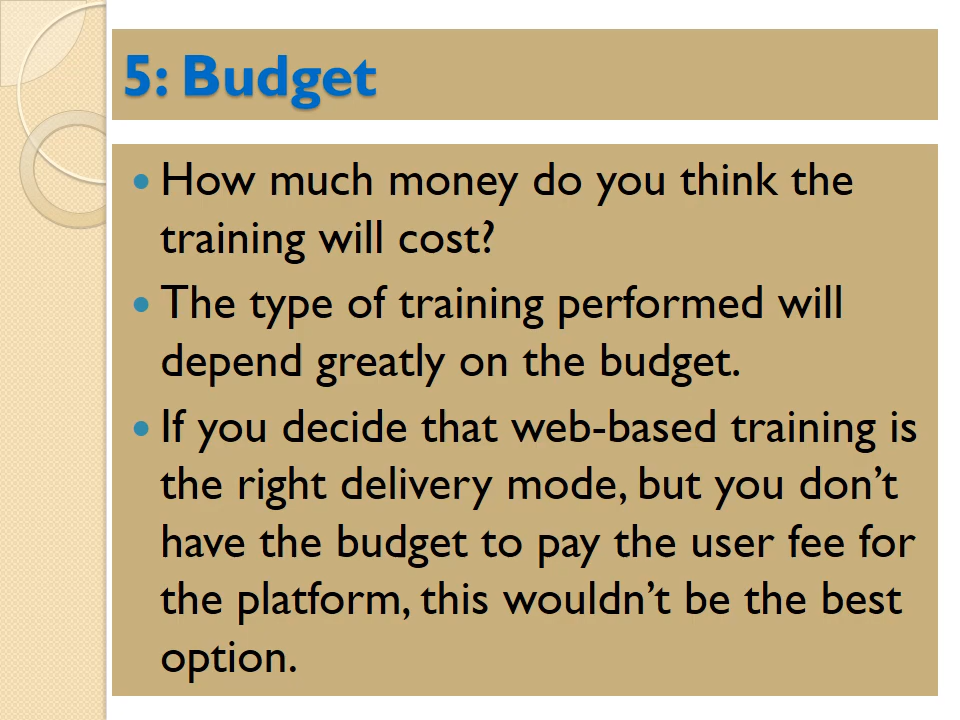 5: Budget
• How much money do you think the
training will cost?
• The type of training performed will
depend greatly on the budget.
• If you decide that web-based training is
the right delivery mode, but you don’t
have the budget to pay the user fee for
the platform, this wouldn’t be the best
option.